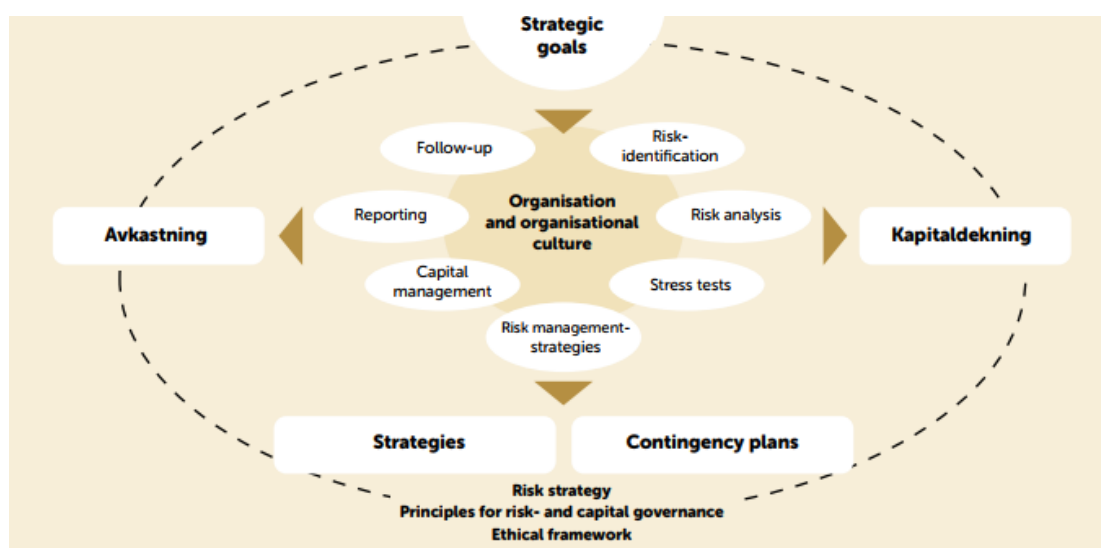 Strategic
goals
Follow-up
Risk-
identification
Reporting
Organisation
and organisational
culture
Risk analysis
Avkastning
Kapitaldekning
Capital
management
Stress tests
Risk management-
strategies
Strategies
Contingency plans
Risk strategy
Principles for risk- and capital governance
Ethical framework